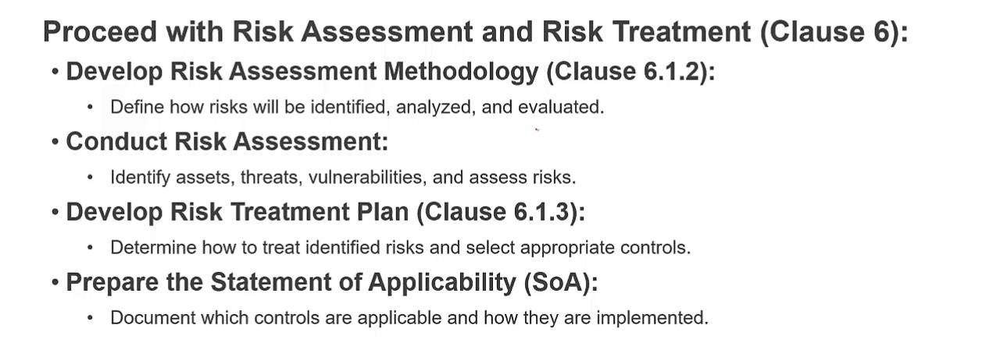 Proceed with Risk Assessment and Risk Treatment (Clause 6):
• Develop Risk Assessment Methodology (Clause 6.1.2):
• Define how risks will be identified, analyzed, and evaluated.
• Conduct Risk Assessment:
• Identify assets, threats, vulnerabilities, and assess risks.
• Develop Risk Treatment Plan (Clause 6.1.3):
• Determine how to treat identified risks and select appropriate controls.
• Prepare the Statement of Applicability (SoA):
• Document which controls are applicable and how they are implemented.